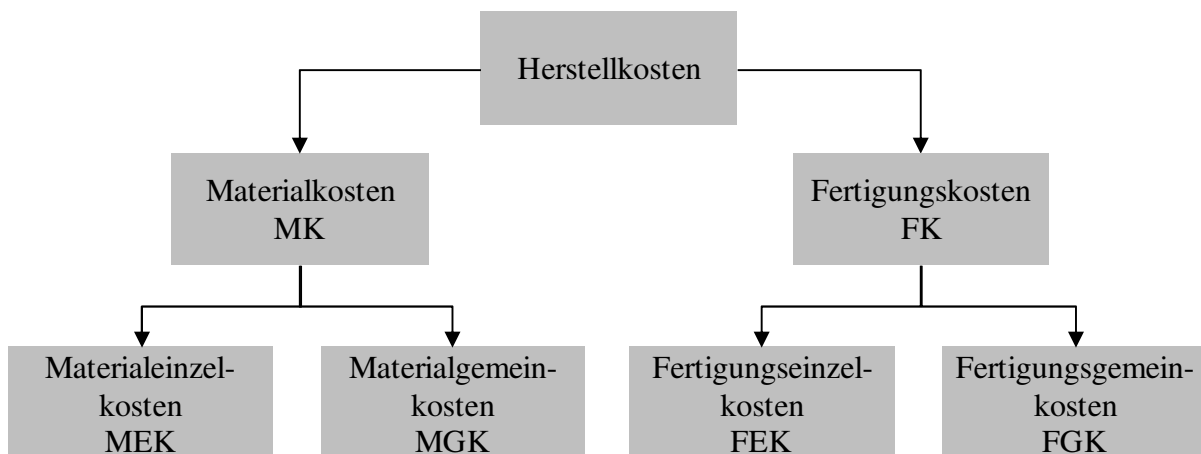 Herstellkosten
Materialkosten
MK
Fertigungskosten
FK
Materialeinzel-
kosten
MEK
Materialgemein-
kosten
MGK
Fertigungseinzel-
kosten
FEK
Fertigungsgemein-
kosten
FGK